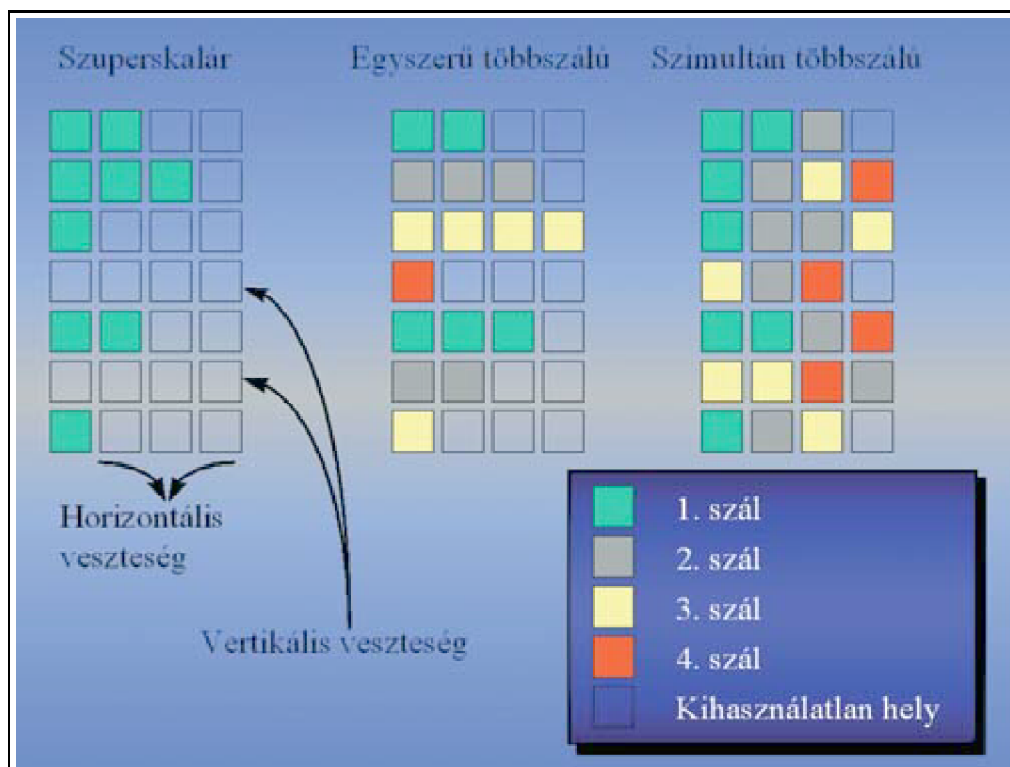 Szuperskalár
Egyszerű többszálú
Szimultán többszálú
Horizontális
veszteség
Vertikális veszteség
1. szál
2. szál
3. szál
4. szál
Kihasználatlan hely